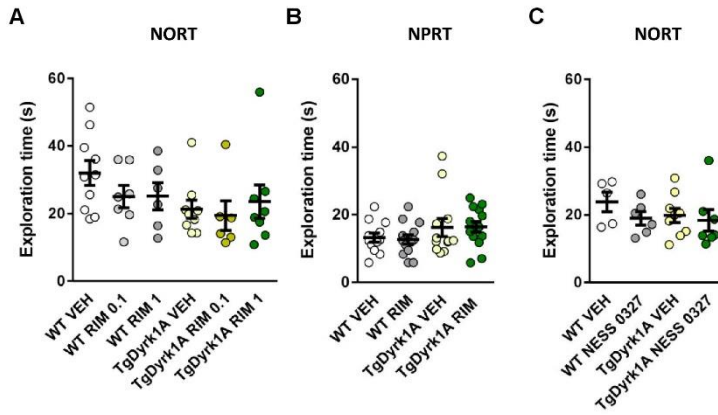 A
NORT
Exploration time (s)
60
40
20
0
WT VEH
WT RIM 0.1
WT RIM 1
TgDyrk1A VEH
TgDyrk1A RIM 0.1
TgDyrk1A RIM 1
B
NPRT
Exploration time (s)
60
40
20
0
WT VEH
WT RIM
TgDyrk1A VEH
TgDyrk1A RIM
C
NORT
Exploration time (s)
60
40
20
0
WT VEH
WT NESS 0327
TgDyrk1A VEH
TgDyrk1A NESS 0327